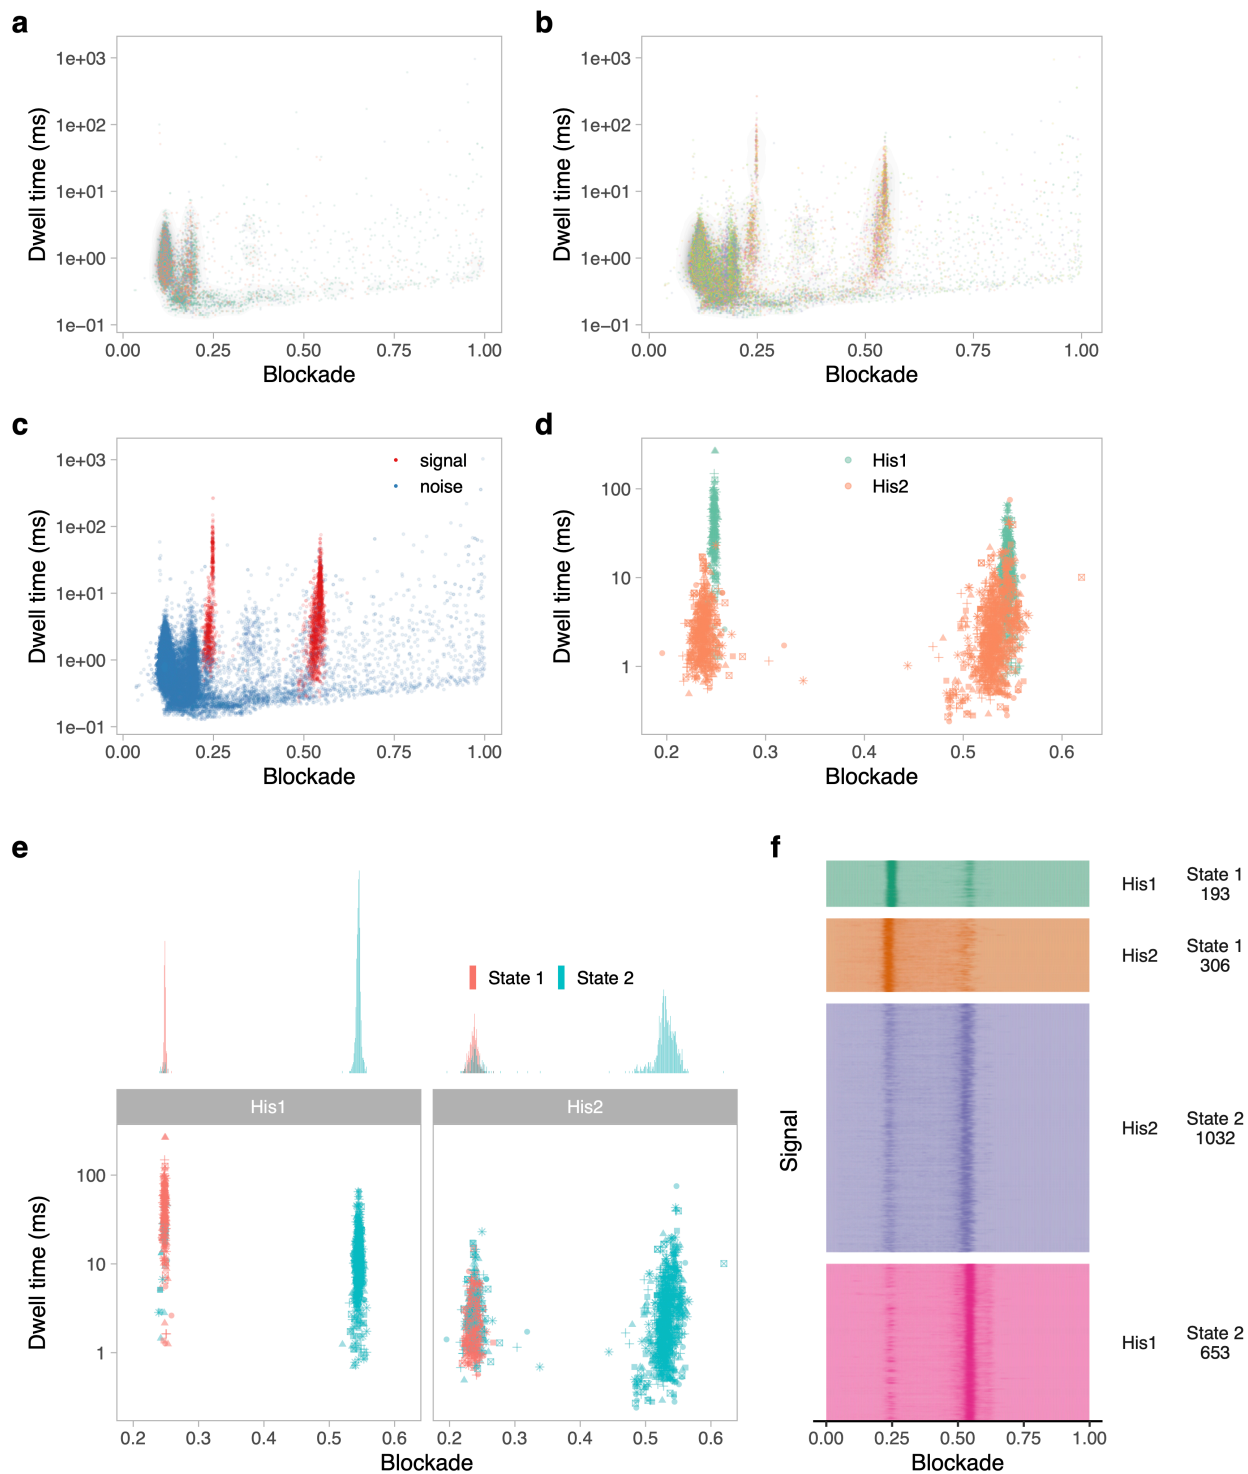 a
1e+03
1e+02
1e+01
1e+00
1e−01
Dwell time (ms)
0.00 0.25 0.50 0.75 1.00
Blockade
b
1e+03
1e+02
1e+01
1e+00
1e−01
Dwell time (ms)
0.00 0.25 0.50 0.75 1.00
Blockade
c
1e+03
1e+02
1e+01
1e+00
1e−01
Dwell time (ms)
signal
noise
0.00 0.25 0.50 0.75 1.00
Blockade
d
100
10
1
Dwell time (ms)
His1
His2
0.2 0.3 0.4 0.5 0.6
Blockade
e
State 1 State 2
His1 His2
100
10
1
Dwell time (ms)
0.2 0.3 0.4 0.5 0.6 0.2 0.3 0.4 0.5 0.6
Blockade
f
Signal
His1 State 1
193
His2 State 1
306
His2 State 2
1032
His1 State 2
653
0.00 0.25 0.50 0.75 1.00
Blockade